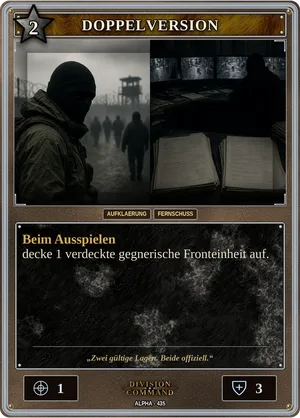 2
DOPPELVERSION
AUFKLAERUNG
FERNSCHUSS
Beim Ausspielen
decke 1 verdeckte gegnerische Fronteinheit auf.
„Zwei gültige Lagen. Beide offiziell.“
1
DIVISION
COMMAND
3
ALPHA - 435